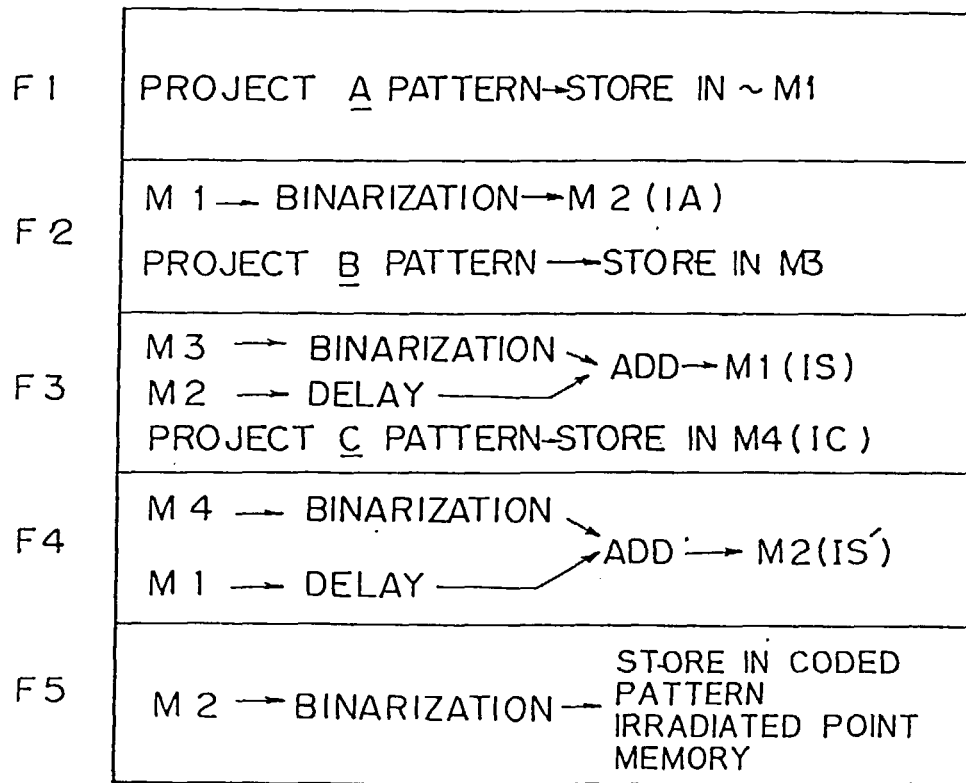 F1 PROJECT A PATTERN→STORE IN ~ M1
F2
M1 → BINARIZATION → M2 (IA)
PROJECT B PATTERN → STORE IN M3
F3
M3 → BINARIZATION
M2 → DELAY
ADD → M1 (IS)
PROJECT C PATTERN-STORE IN M4 (IC)
F4
M4 → BINARIZATION
M1 → DELAY
ADD → M2(IS')
F5
M2 → BINARIZATION →
STORE IN CODED
PATTERN
IRRADIATED POINT
MEMORY